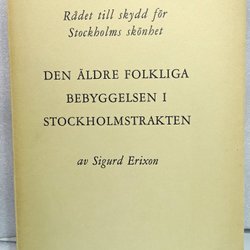 Rådet till skydd för
Stockholms skönhet
DEN ÄLDRE FOLKLIGA
BEBYGGELSEN I
STOCKHOLMSTRAKTEN
av Sigurd Erixon